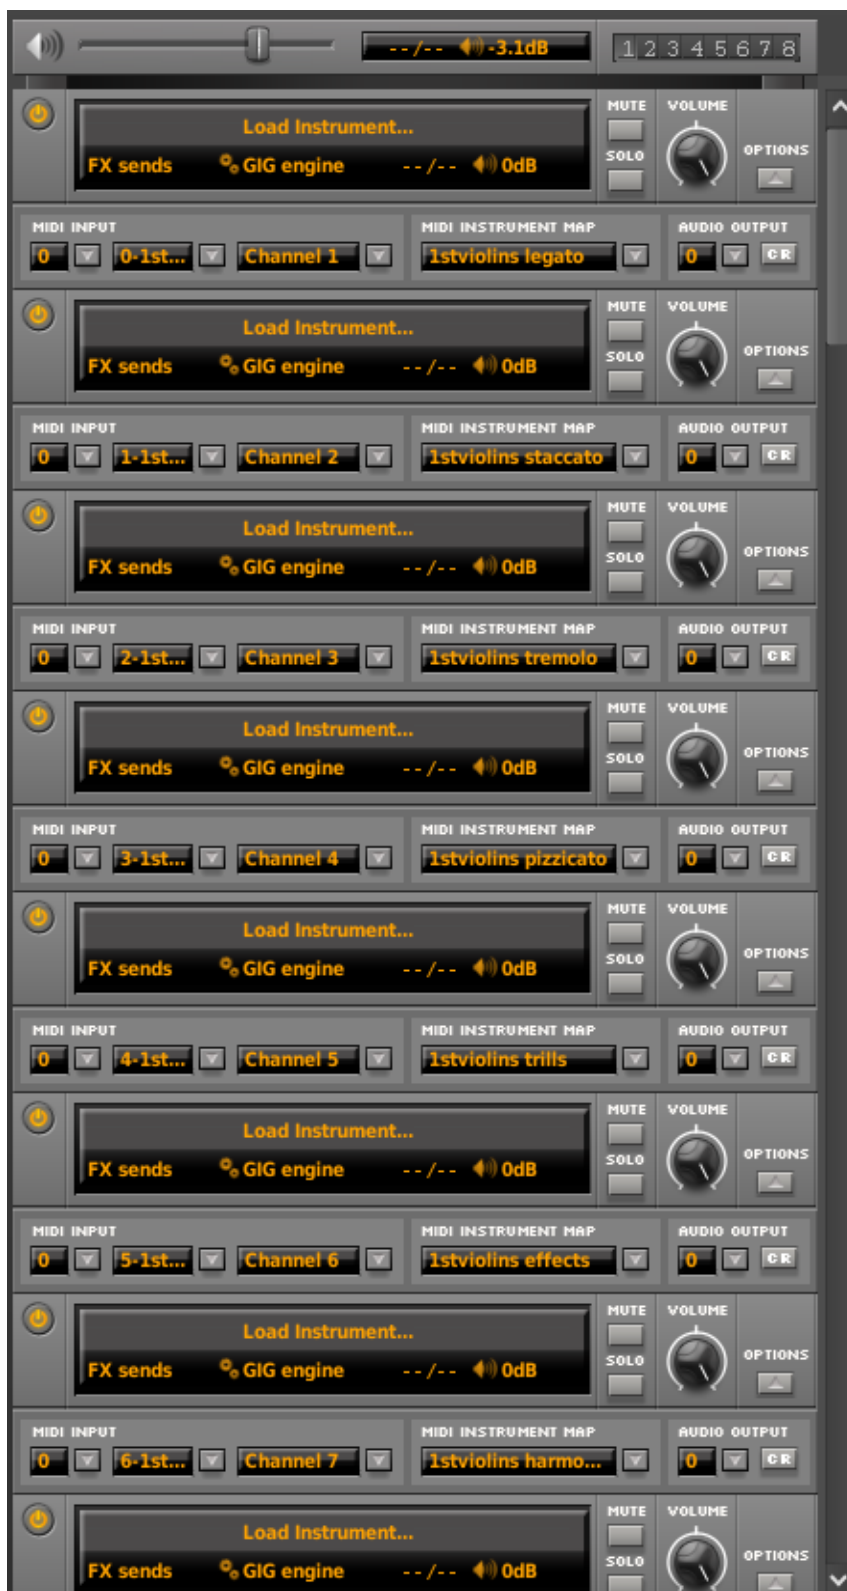 --/-- -3.1dB 1 2 3 4 5 6 7 8
MUTE VOLUME
Load Instrument...
SOLO OPTIONS
FX sends GIG engine --/-- 0dB
MIDI INPUT MIDI INSTRUMENT MAP AUDIO OUTPUT
0 0-1st... Channel 1 1stviolins legato 0 CR
MUTE VOLUME
Load Instrument...
SOLO OPTIONS
FX sends GIG engine --/-- 0dB
MIDI INPUT MIDI INSTRUMENT MAP AUDIO OUTPUT
0 1-1st... Channel 2 1stviolins staccato 0 CR
MUTE VOLUME
Load Instrument...
SOLO OPTIONS
FX sends GIG engine --/-- 0dB
MIDI INPUT MIDI INSTRUMENT MAP AUDIO OUTPUT
0 2-1st... Channel 3 1stviolins tremolo 0 CR
MUTE VOLUME
Load Instrument...
SOLO OPTIONS
FX sends GIG engine --/-- 0dB
MIDI INPUT MIDI INSTRUMENT MAP AUDIO OUTPUT
0 3-1st... Channel 4 1stviolins pizzicato 0 CR
MUTE VOLUME
Load Instrument...
SOLO OPTIONS
FX sends GIG engine --/-- 0dB
MIDI INPUT MIDI INSTRUMENT MAP AUDIO OUTPUT
0 4-1st... Channel 5 1stviolins trills 0 CR
MUTE VOLUME
Load Instrument...
SOLO OPTIONS
FX sends GIG engine --/-- 0dB
MIDI INPUT MIDI INSTRUMENT MAP AUDIO OUTPUT
0 5-1st... Channel 6 1stviolins effects 0 CR
MUTE VOLUME
Load Instrument...
SOLO OPTIONS
FX sends GIG engine --/-- 0dB
MIDI INPUT MIDI INSTRUMENT MAP AUDIO OUTPUT
0 6-1st... Channel 7 1stviolins harmo... 0 CR
MUTE VOLUME
Load Instrument...
SOLO OPTIONS
FX sends GIG engine --/-- 0dB